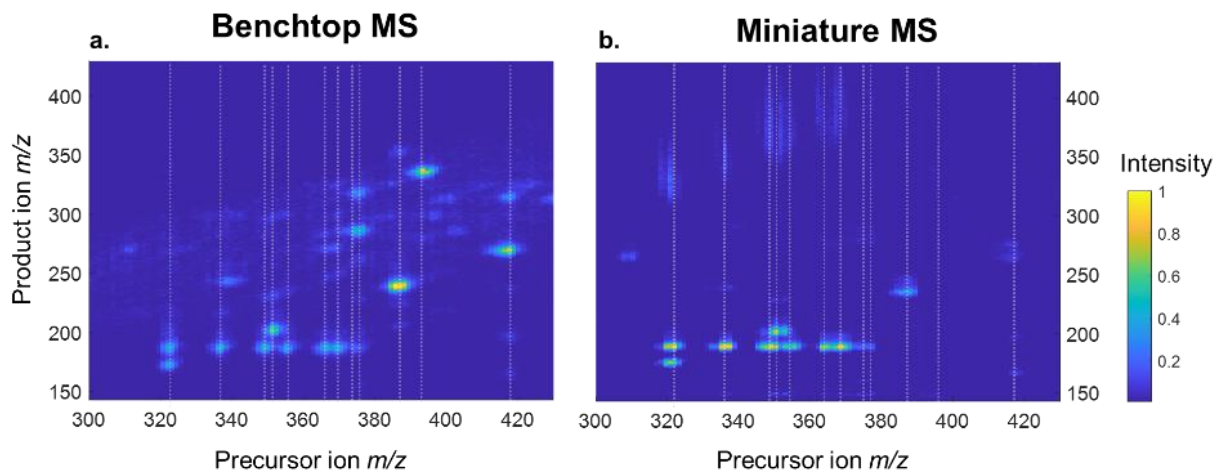 Benchtop MS
Miniature MS
a.
b.
Product ion m/z
400
350
300
250
200
150
300 320 340 360 380 400 420
Precursor ion m/z
400
350
300
250
200
150
300 320 340 360 380 400 420
Precursor ion m/z
Intensity
1
0.8
0.6
0.4
0.2